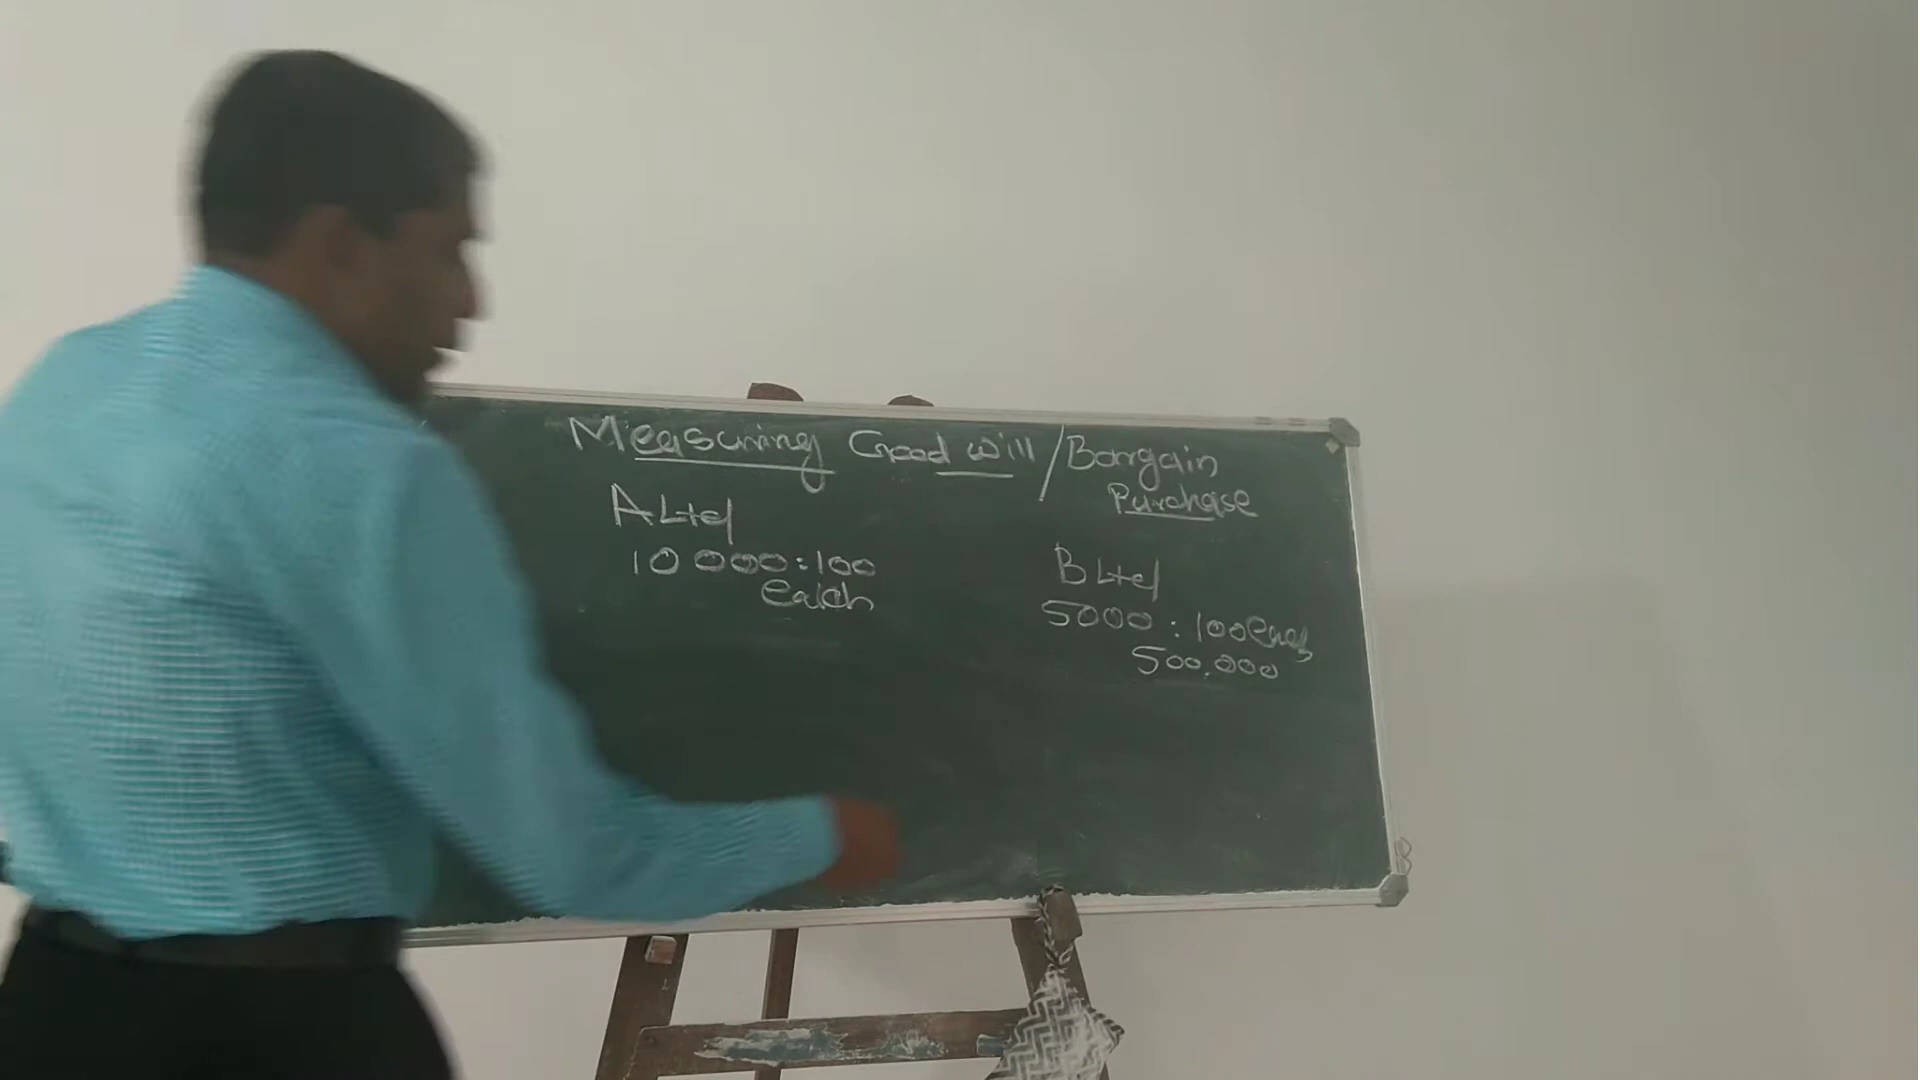 Measuring Good will / Bargain
Purchase
A Ltd
10 000 : 100
each
B Ltd
5000 : 100 each
500,000